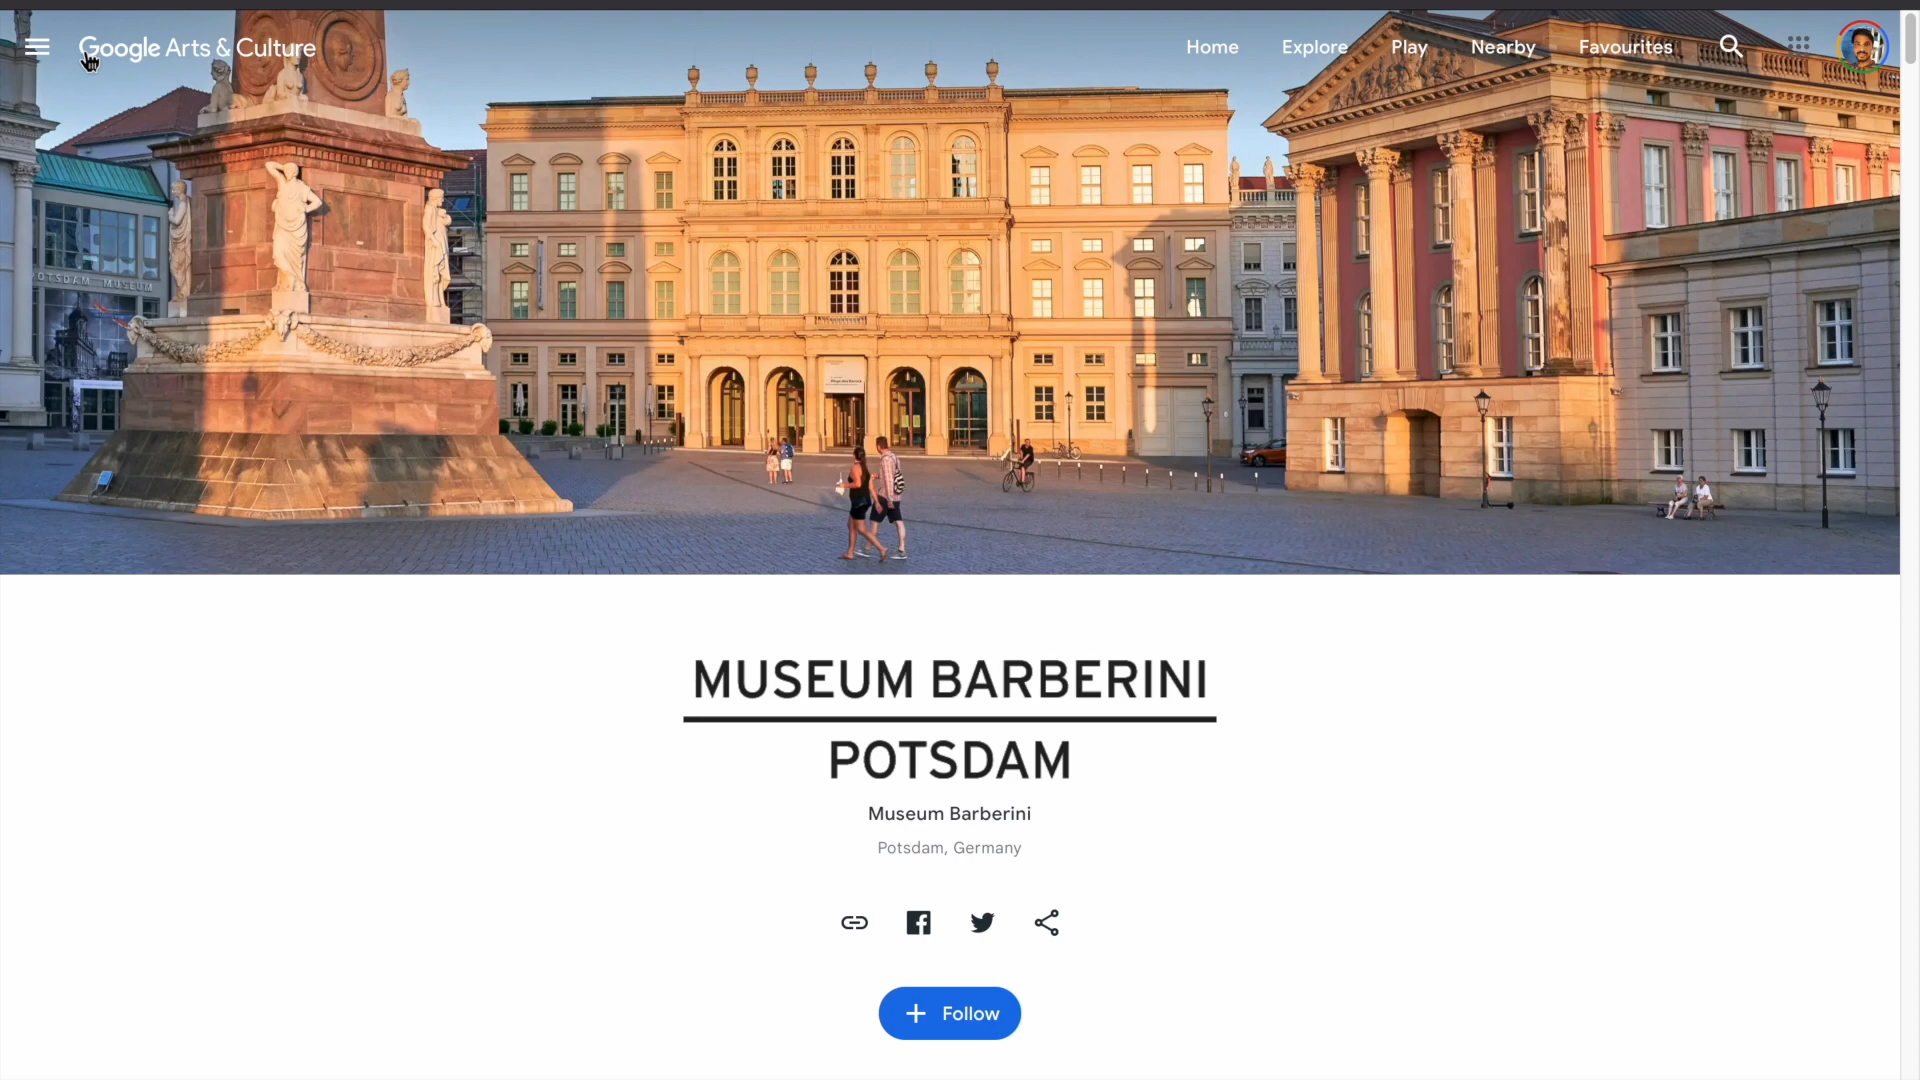 Google Arts & Culture
Home Explore Play Nearby Favourites
POTSDAM MUSEUM
MUSEUM BARBERINI
POTSDAM
Museum Barberini
Potsdam, Germany
+ Follow